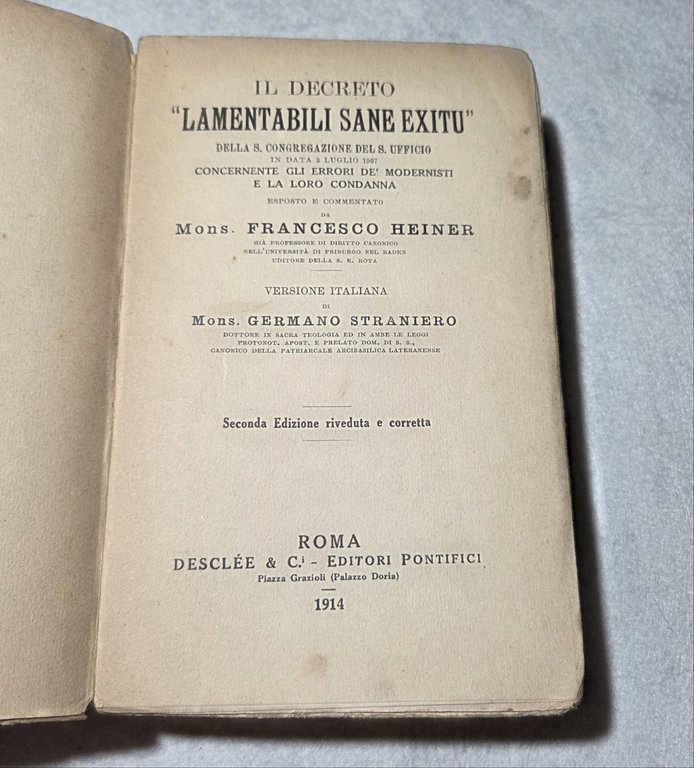 IL DECRETO
"LAMENTABILI SANE EXITU"
DELLA S. CONGREGAZIONE DEL S. UFFICIO
IN DATA 3 LUGLIO 1907
CONCERNENTE GLI ERRORI DE' MODERNISTI
E LA LORO CONDANNA
ESPOSTO E COMMENTATO
DA
Mons. FRANCESCO HEINER
GIÀ PROFESSORE DI DIRITTO CANONICO
NELL'UNIVERSITÀ DI FRIBURGO NEL BADEN
UDITORE DELLA S. R. ROTA
VERSIONE ITALIANA
DI
Mons. GERMANO STRANIERO
DOTTORE IN SACRA TEOLOGIA ED IN AMBE LE LEGGI
PROTONOT. APOST. E PRELATO DOM. DI S. S.,
CANONICO DELLA PATRIARCALE ARCIBASILICA LATERANENSE
Seconda Edizione riveduta e corretta
ROMA
DESCLÉE & C.i - EDITORI PONTIFICI
Piazza Grazioli (Palazzo Doria)
1914